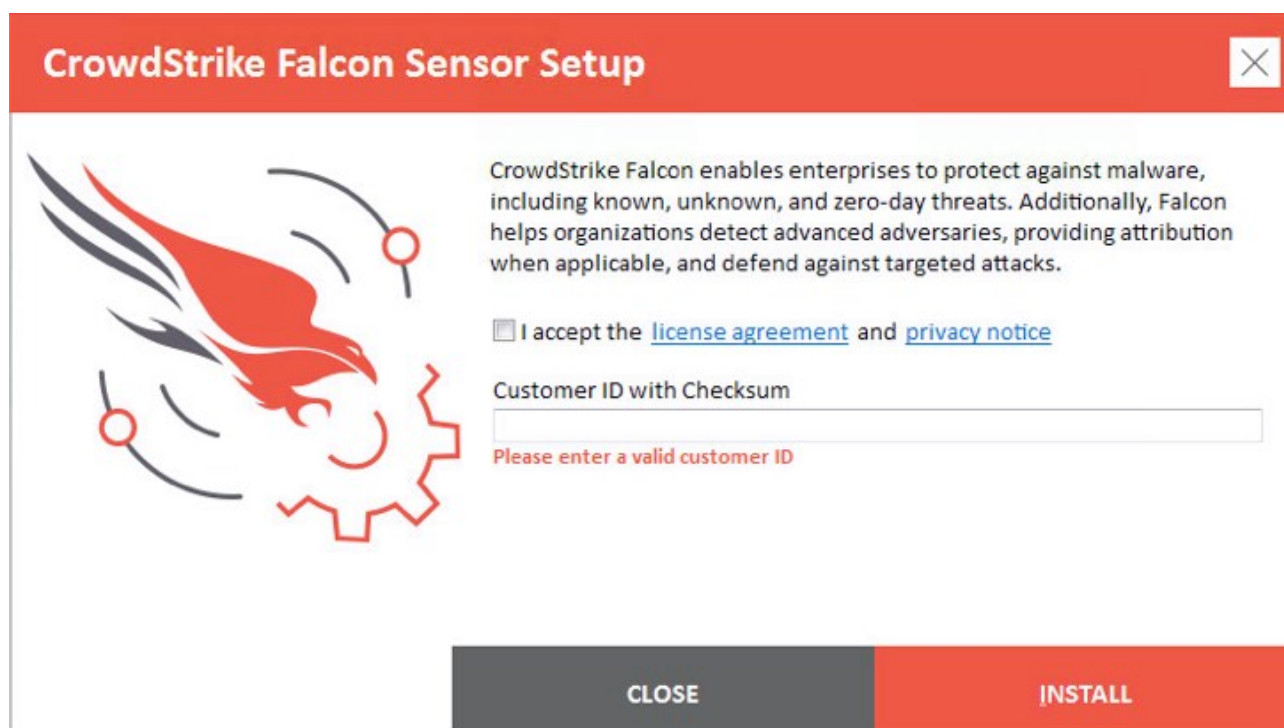 CrowdStrike Falcon Sensor Setup
CrowdStrike Falcon enables enterprises to protect against malware,
including known, unknown, and zero-day threats. Additionally, Falcon
helps organizations detect advanced adversaries, providing attribution
when applicable, and defend against targeted attacks.
I accept the license agreement and privacy notice
Customer ID with Checksum
Please enter a valid customer ID
CLOSE
INSTALL